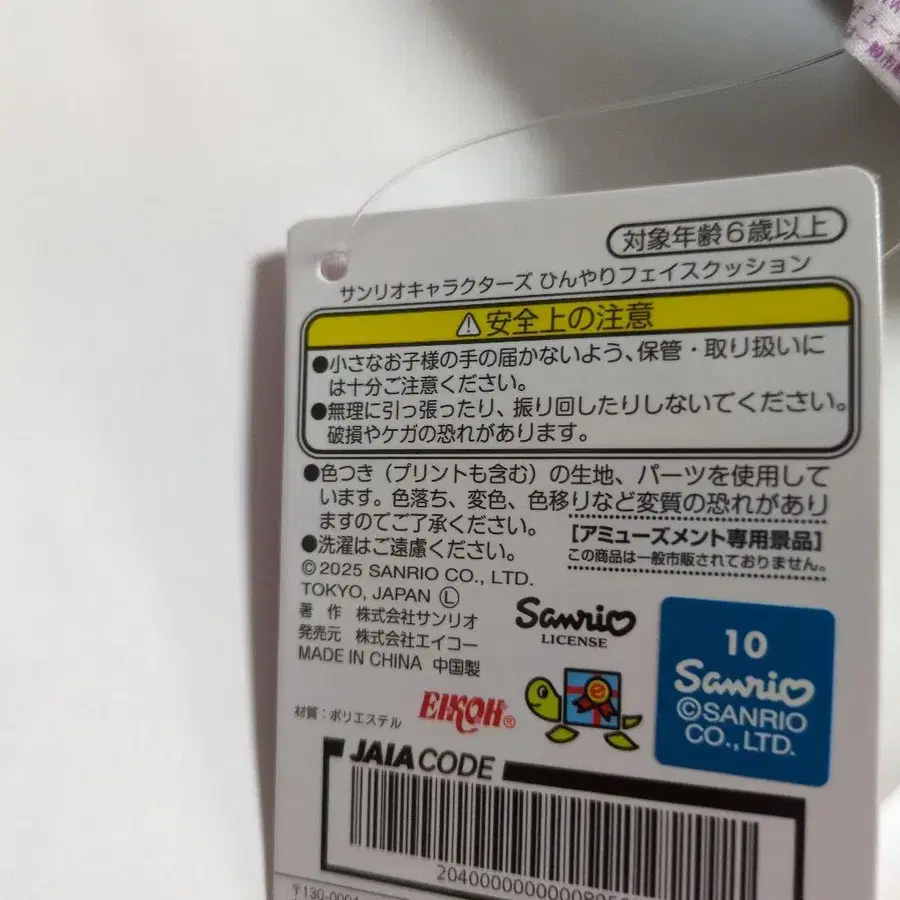 対象年齢6歳以上
サンリオキャラクターズ ひんやりフェイスクッション
⚠安全上の注意
●小さなお子様の手の届かないよう、保管・取り扱いに
は十分ご注意ください。
●無理に引っ張ったり、振り回したりしないでください。
破損やケガの恐れがあります。
●色つき（プリントも含む）の生地、パーツを使用して
います。色落ち、変色、色移りなど変質の恐れがあり
ますのでご了承ください。
●洗濯はご遠慮ください。
［アミューズメント専用景品］
この商品は一般市販されておりません。
© 2025 SANRIO CO., LTD.
TOKYO, JAPAN Ⓛ
著 作 株式会社サンリオ
発売元 株式会社エイコー
MADE IN CHINA 中国製
Sanrio
LICENSE
10
Sanrio
©SANRIO
CO., LTD.
材質：ポリエステル
EIKOH®
e
JAIA CODE